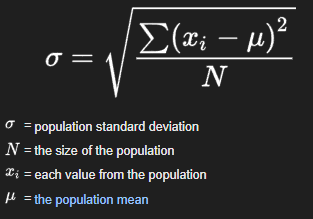 σ = √(∑(xᵢ − μ)² / N)
σ = population standard deviation
N = the size of the population
xᵢ = each value from the population
μ = the population mean